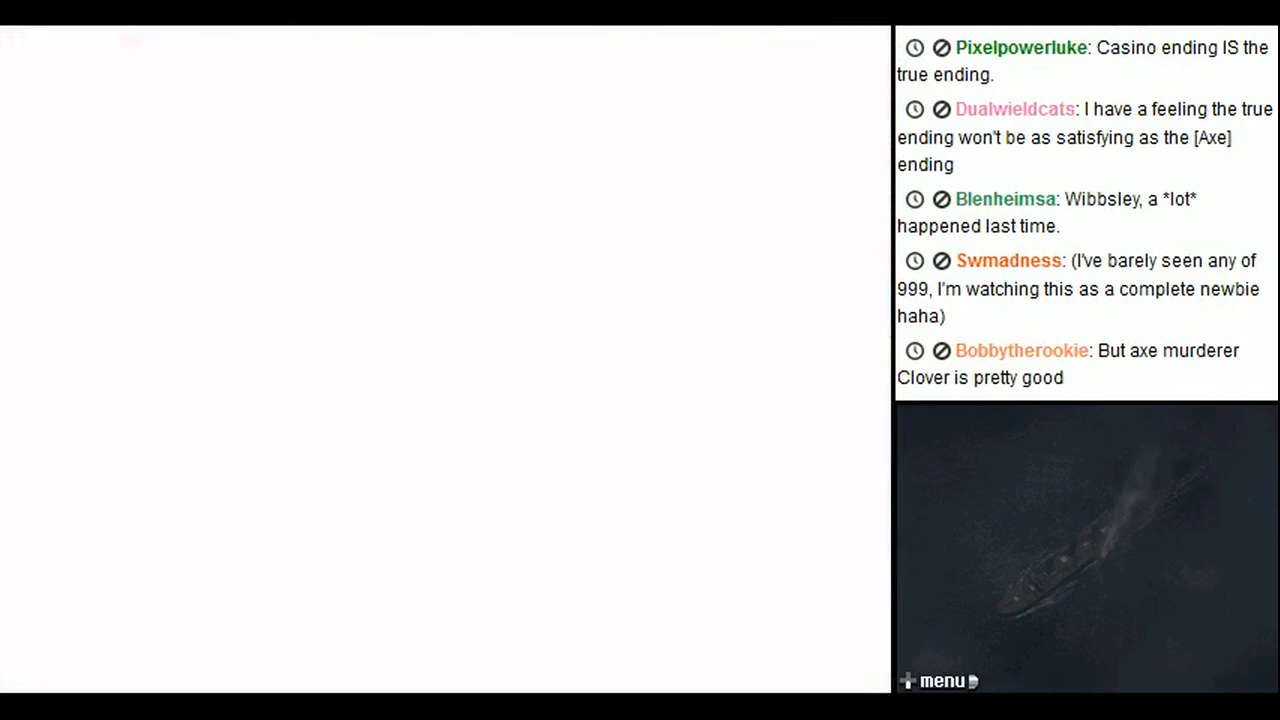 Pixelpowerluke: Casino ending IS the
true ending.
Dualwieldcats: I have a feeling the true
ending won't be as satisfying as the [Axe]
ending
Blenheimsa: Wibbsley, a *lot*
happened last time.
Swmadness: (I've barely seen any of
999, I'm watching this as a complete newbie
haha)
Bobbytherookie: But axe murderer
Clover is pretty good
menu